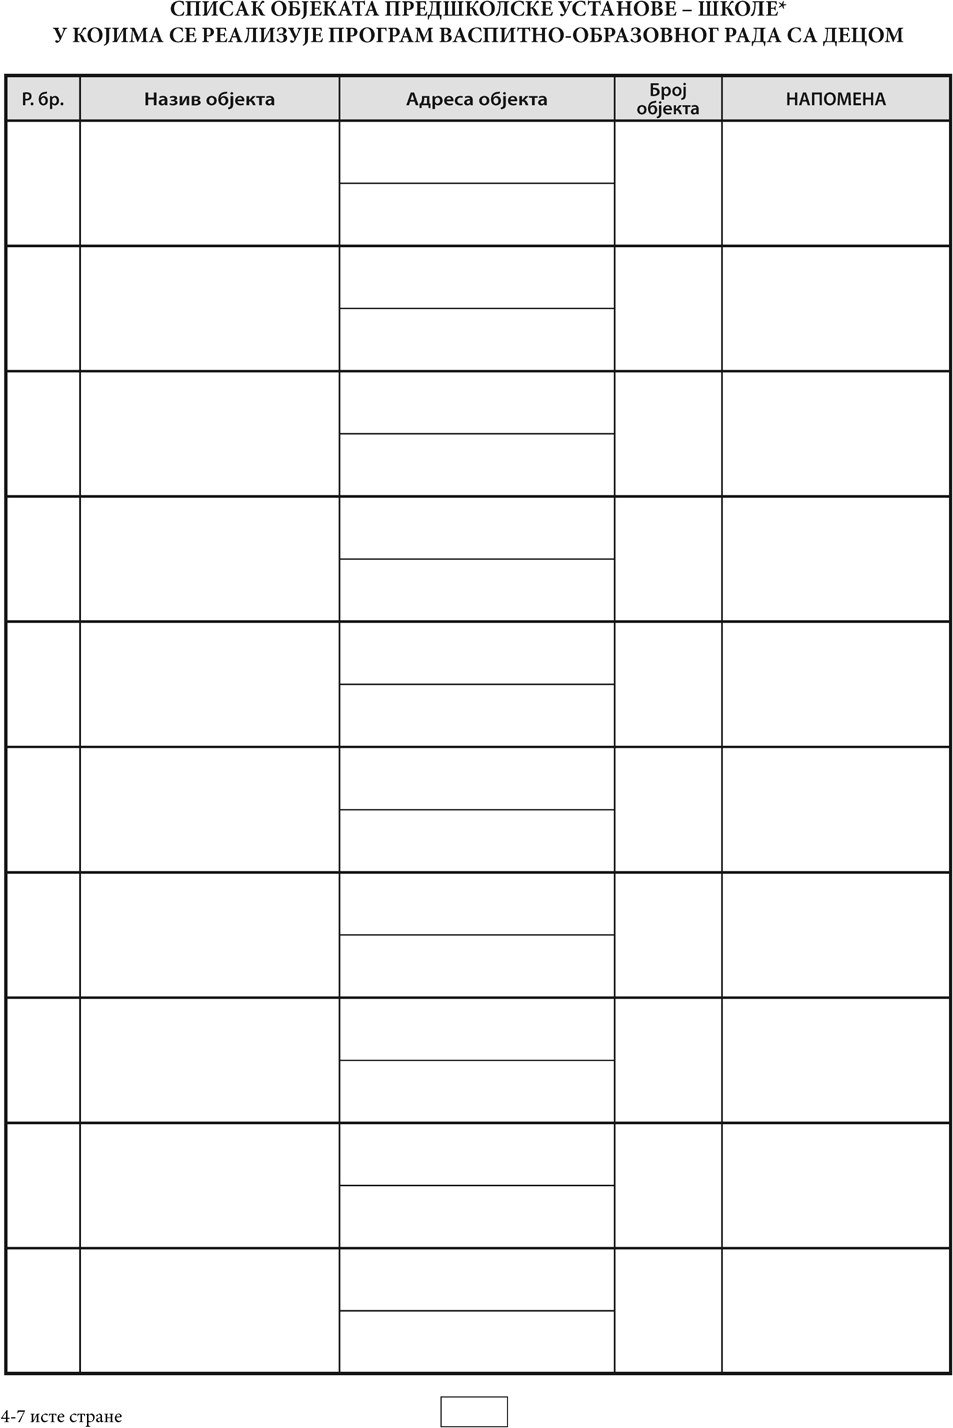 СПИСАК ОБЈЕКАТА ПРЕДШКОЛСКЕ УСТАНОВЕ – ШКОЛЕ*
У КОЈИМА СЕ РЕАЛИЗУЈЕ ПРОГРАМ ВАСПИТНО-ОБРАЗОВНОГ РАДА СА ДЕЦОМ
Р. бр.
Назив објекта
Адреса објекта
Број
објекта
НАПОМЕНА
4-7 исте стране